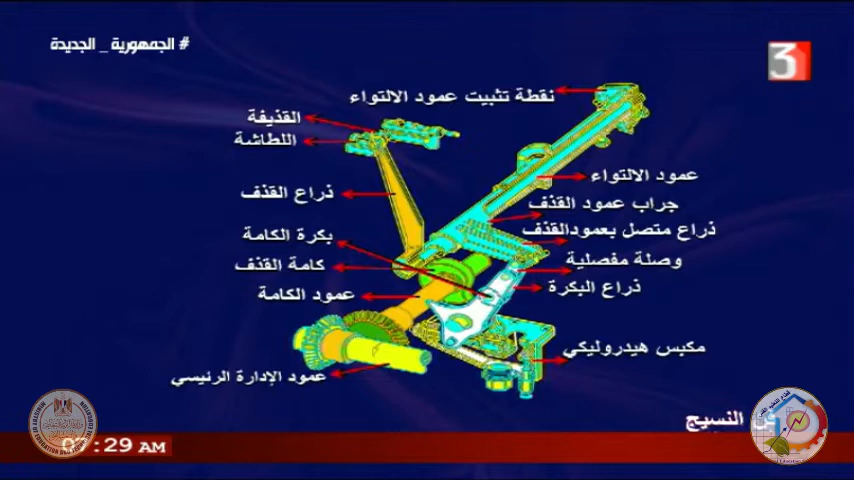 #الجمهورية _ الجديدة
3
نقطة تثبيت عمود الالتواء
القذيفة
اللطاشة
عمود الالتواء
ذراع القذف
جراب عمود القذف
ذراع متصل بعمودالقذف
بكرة الكامة
وصلة مفصلية
كامة القذف
ذراع البكرة
عمود الكامة
مكبس هيدروليكي
عمود الإدارة الرئيسي
النسيج
:29 AM